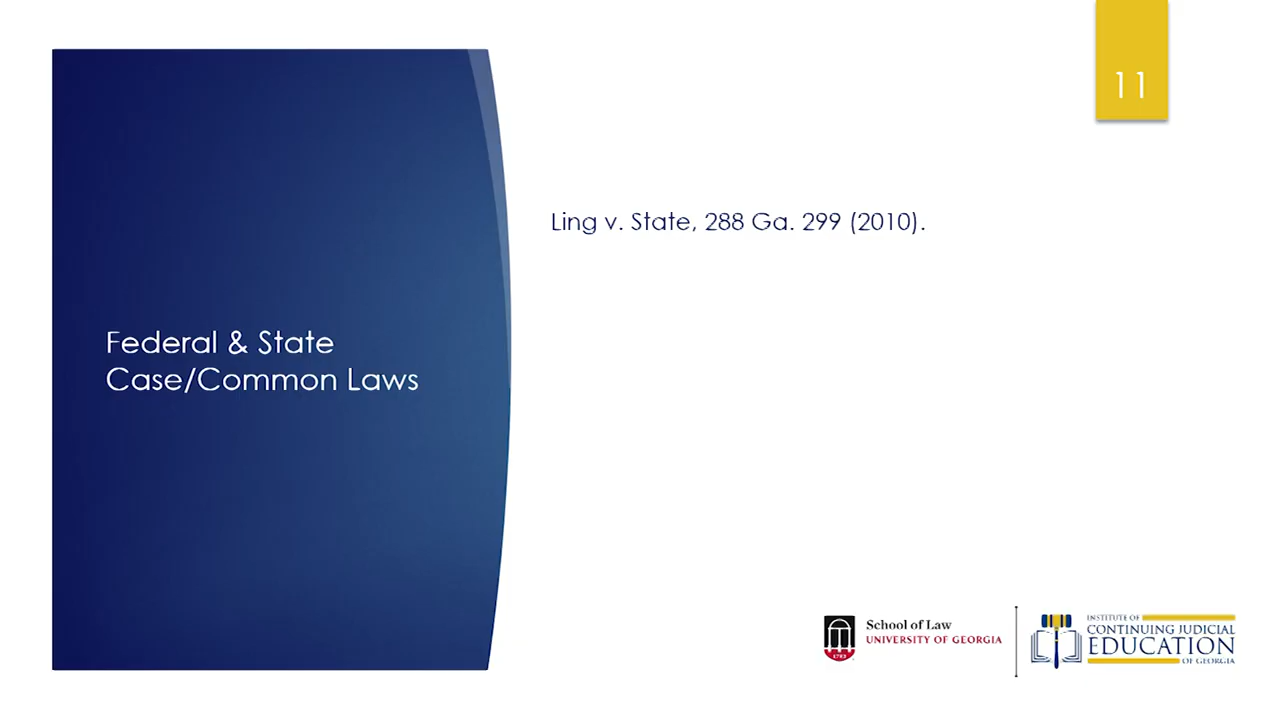 11
Ling v. State, 288 Ga. 299 (2010).
Federal & State
Case/Common Laws
School of Law
UNIVERSITY OF GEORGIA
INSTITUTE OF
CONTINUING JUDICIAL
EDUCATION
OF GEORGIA